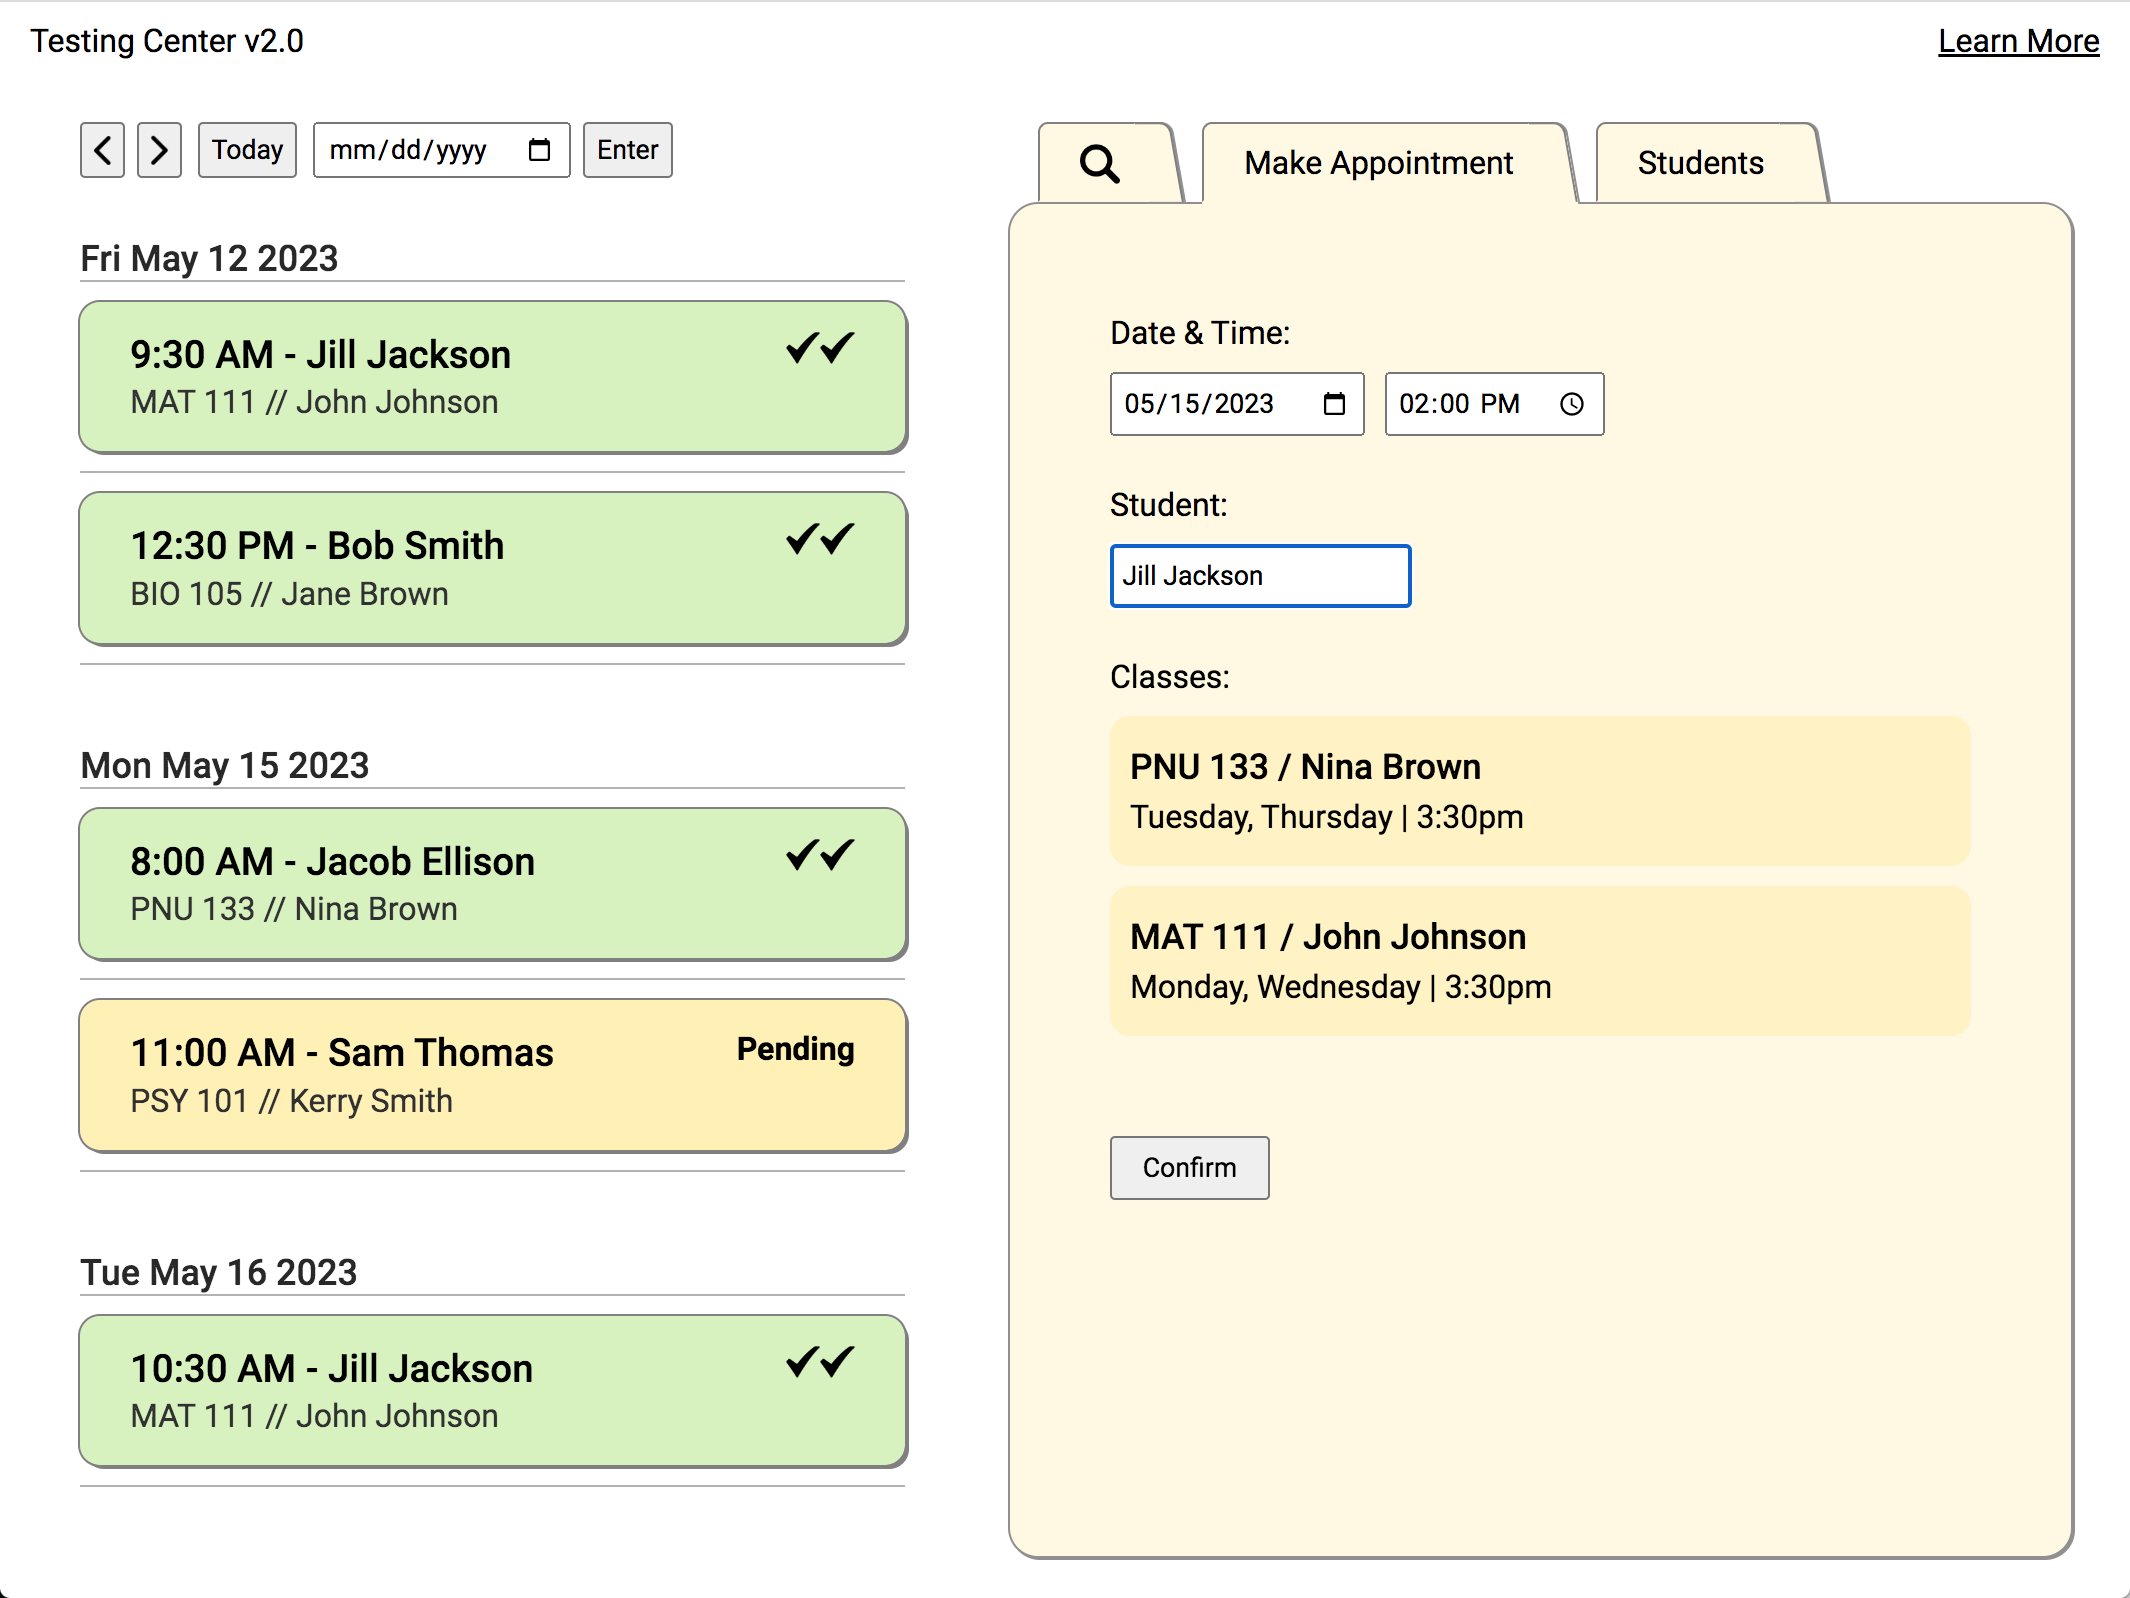 Testing Center v2.0
Learn More
Today
mm/dd/yyyy
Enter
Fri May 12 2023
9:30 AM - Jill Jackson
MAT 111 // John Johnson
12:30 PM - Bob Smith
BIO 105 // Jane Brown
Mon May 15 2023
8:00 AM - Jacob Ellison
PNU 133 // Nina Brown
11:00 AM - Sam Thomas
Pending
PSY 101 // Kerry Smith
Tue May 16 2023
10:30 AM - Jill Jackson
MAT 111 // John Johnson
Make Appointment
Students
Date & Time:
05/15/2023
02:00 PM
Student:
Jill Jackson
Classes:
PNU 133 / Nina Brown
Tuesday, Thursday | 3:30pm
MAT 111 / John Johnson
Monday, Wednesday | 3:30pm
Confirm